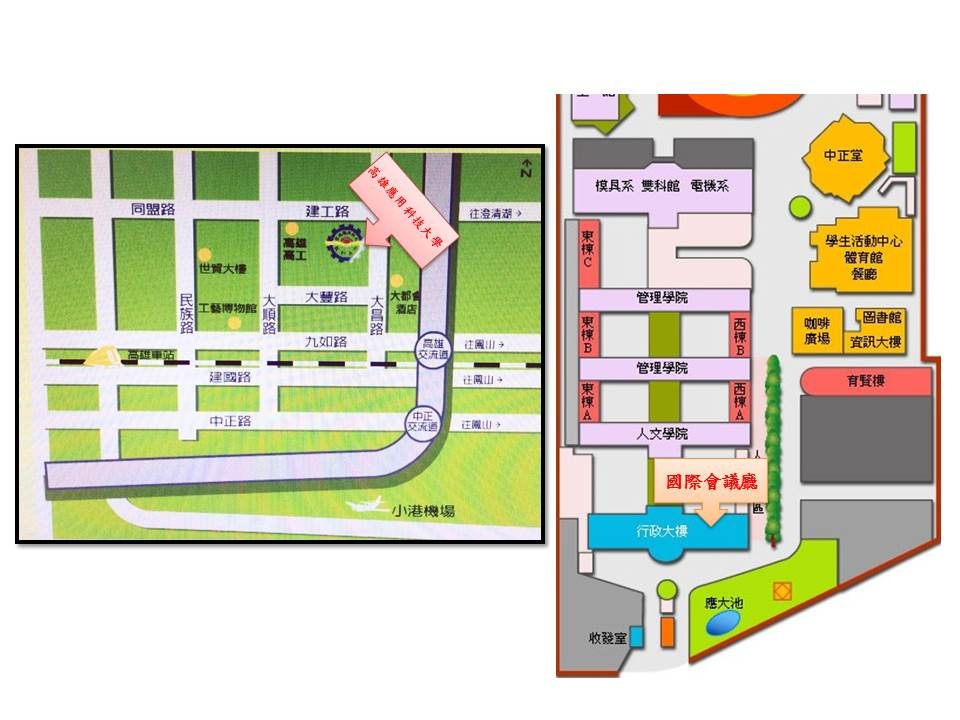 N
高雄應用科技大學
同盟路
建工路
往澄清湖→
高雄
高工
世貿大樓
大都會
酒店
民族路
大順路
大豐路
大昌路
工藝博物館
九如路
高雄
交流道
往鳳山→
高雄車站
建國路
往鳳山→
中正路
中正
交流道
往鳳山→
小港機場
中正堂
模具系 雙科館 電機系
東棟C
學生活動中心
體育館
餐廳
管理學院
東棟B
西棟B
咖啡
廣場
圖書館
資訊大樓
管理學院
東棟A
西棟A
育賢樓
人文學院
人
區
國際會議廳
行政大樓
應大池
收發室